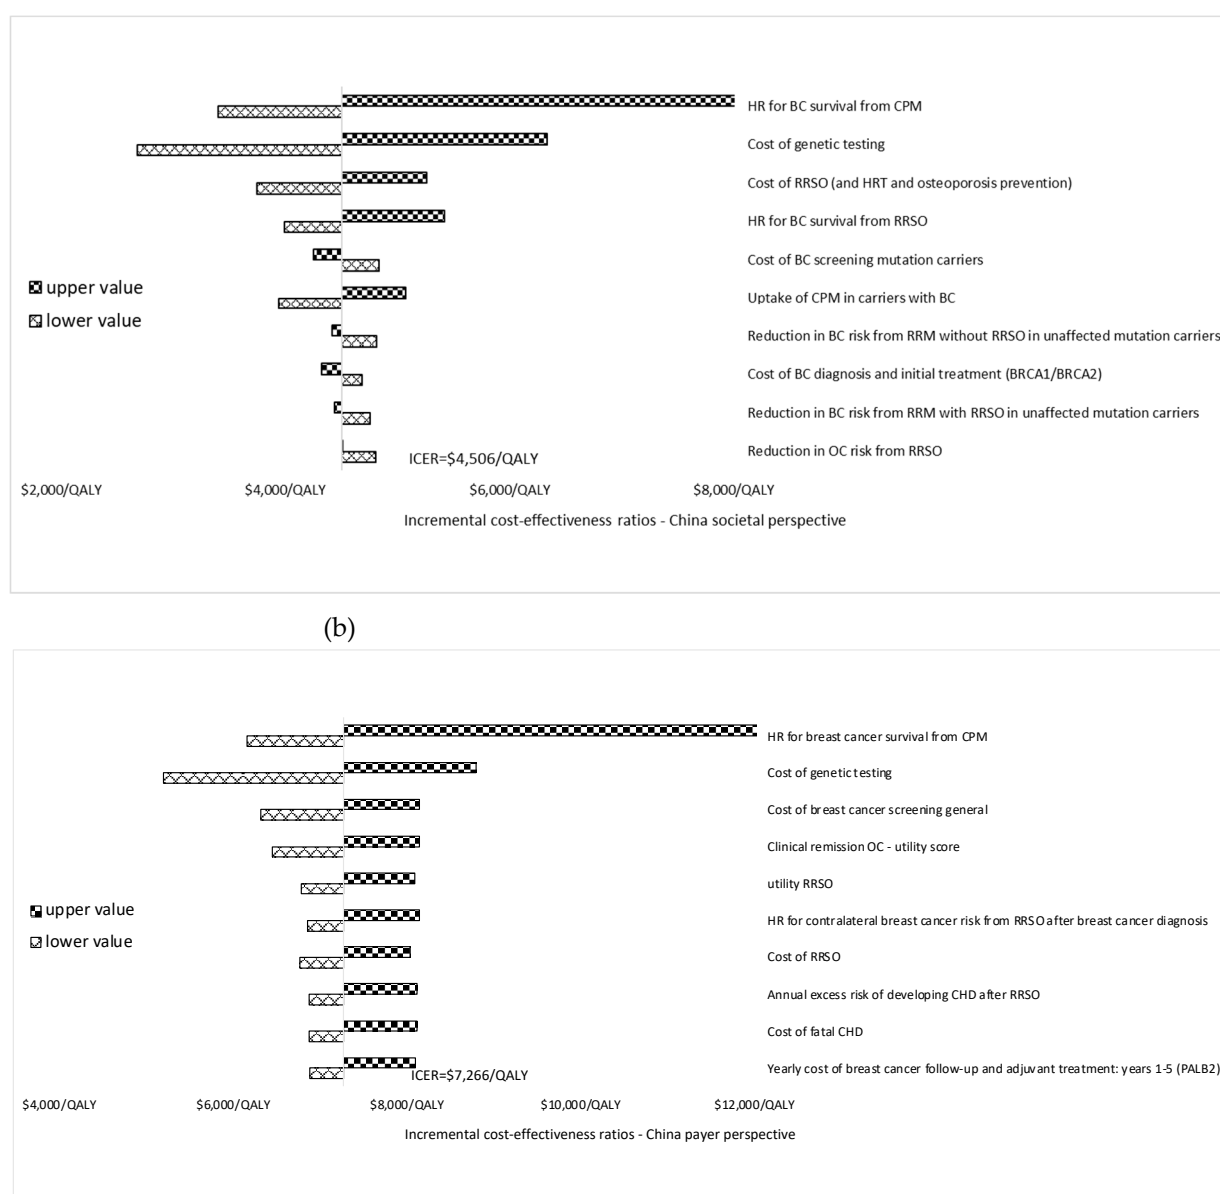 HR for BC survival from CPM
Cost of genetic testing
Cost of RRSO (and HRT and osteoporosis prevention)
HR for BC survival from RRSO
Cost of BC screening mutation carriers
upper value
Uptake of CPM in carriers with BC
lower value
Reduction in BC risk from RRM without RRSO in unaffected mutation carriers
Cost of BC diagnosis and initial treatment (BRCA1/BRCA2)
Reduction in BC risk from RRM with RRSO in unaffected mutation carriers
Reduction in OC risk from RRSO
ICER=$4,506/QALY
$2,000/QALY $4,000/QALY $6,000/QALY $8,000/QALY
Incremental cost-effectiveness ratios - China societal perspective
(b)
HR for breast cancer survival from CPM
Cost of genetic testing
Cost of breast cancer screening general
Clinical remission OC - utility score
utility RRSO
upper value
HR for contralateral breast cancer risk from RRSO after breast cancer diagnosis
lower value
Cost of RRSO
Annual excess risk of developing CHD after RRSO
Cost of fatal CHD
Yearly cost of breast cancer follow-up and adjuvant treatment: years 1-5 (PALB2)
ICER=$7,266/QALY
$4,000/QALY $6,000/QALY $8,000/QALY $10,000/QALY $12,000/QALY
Incremental cost-effectiveness ratios - China payer perspective